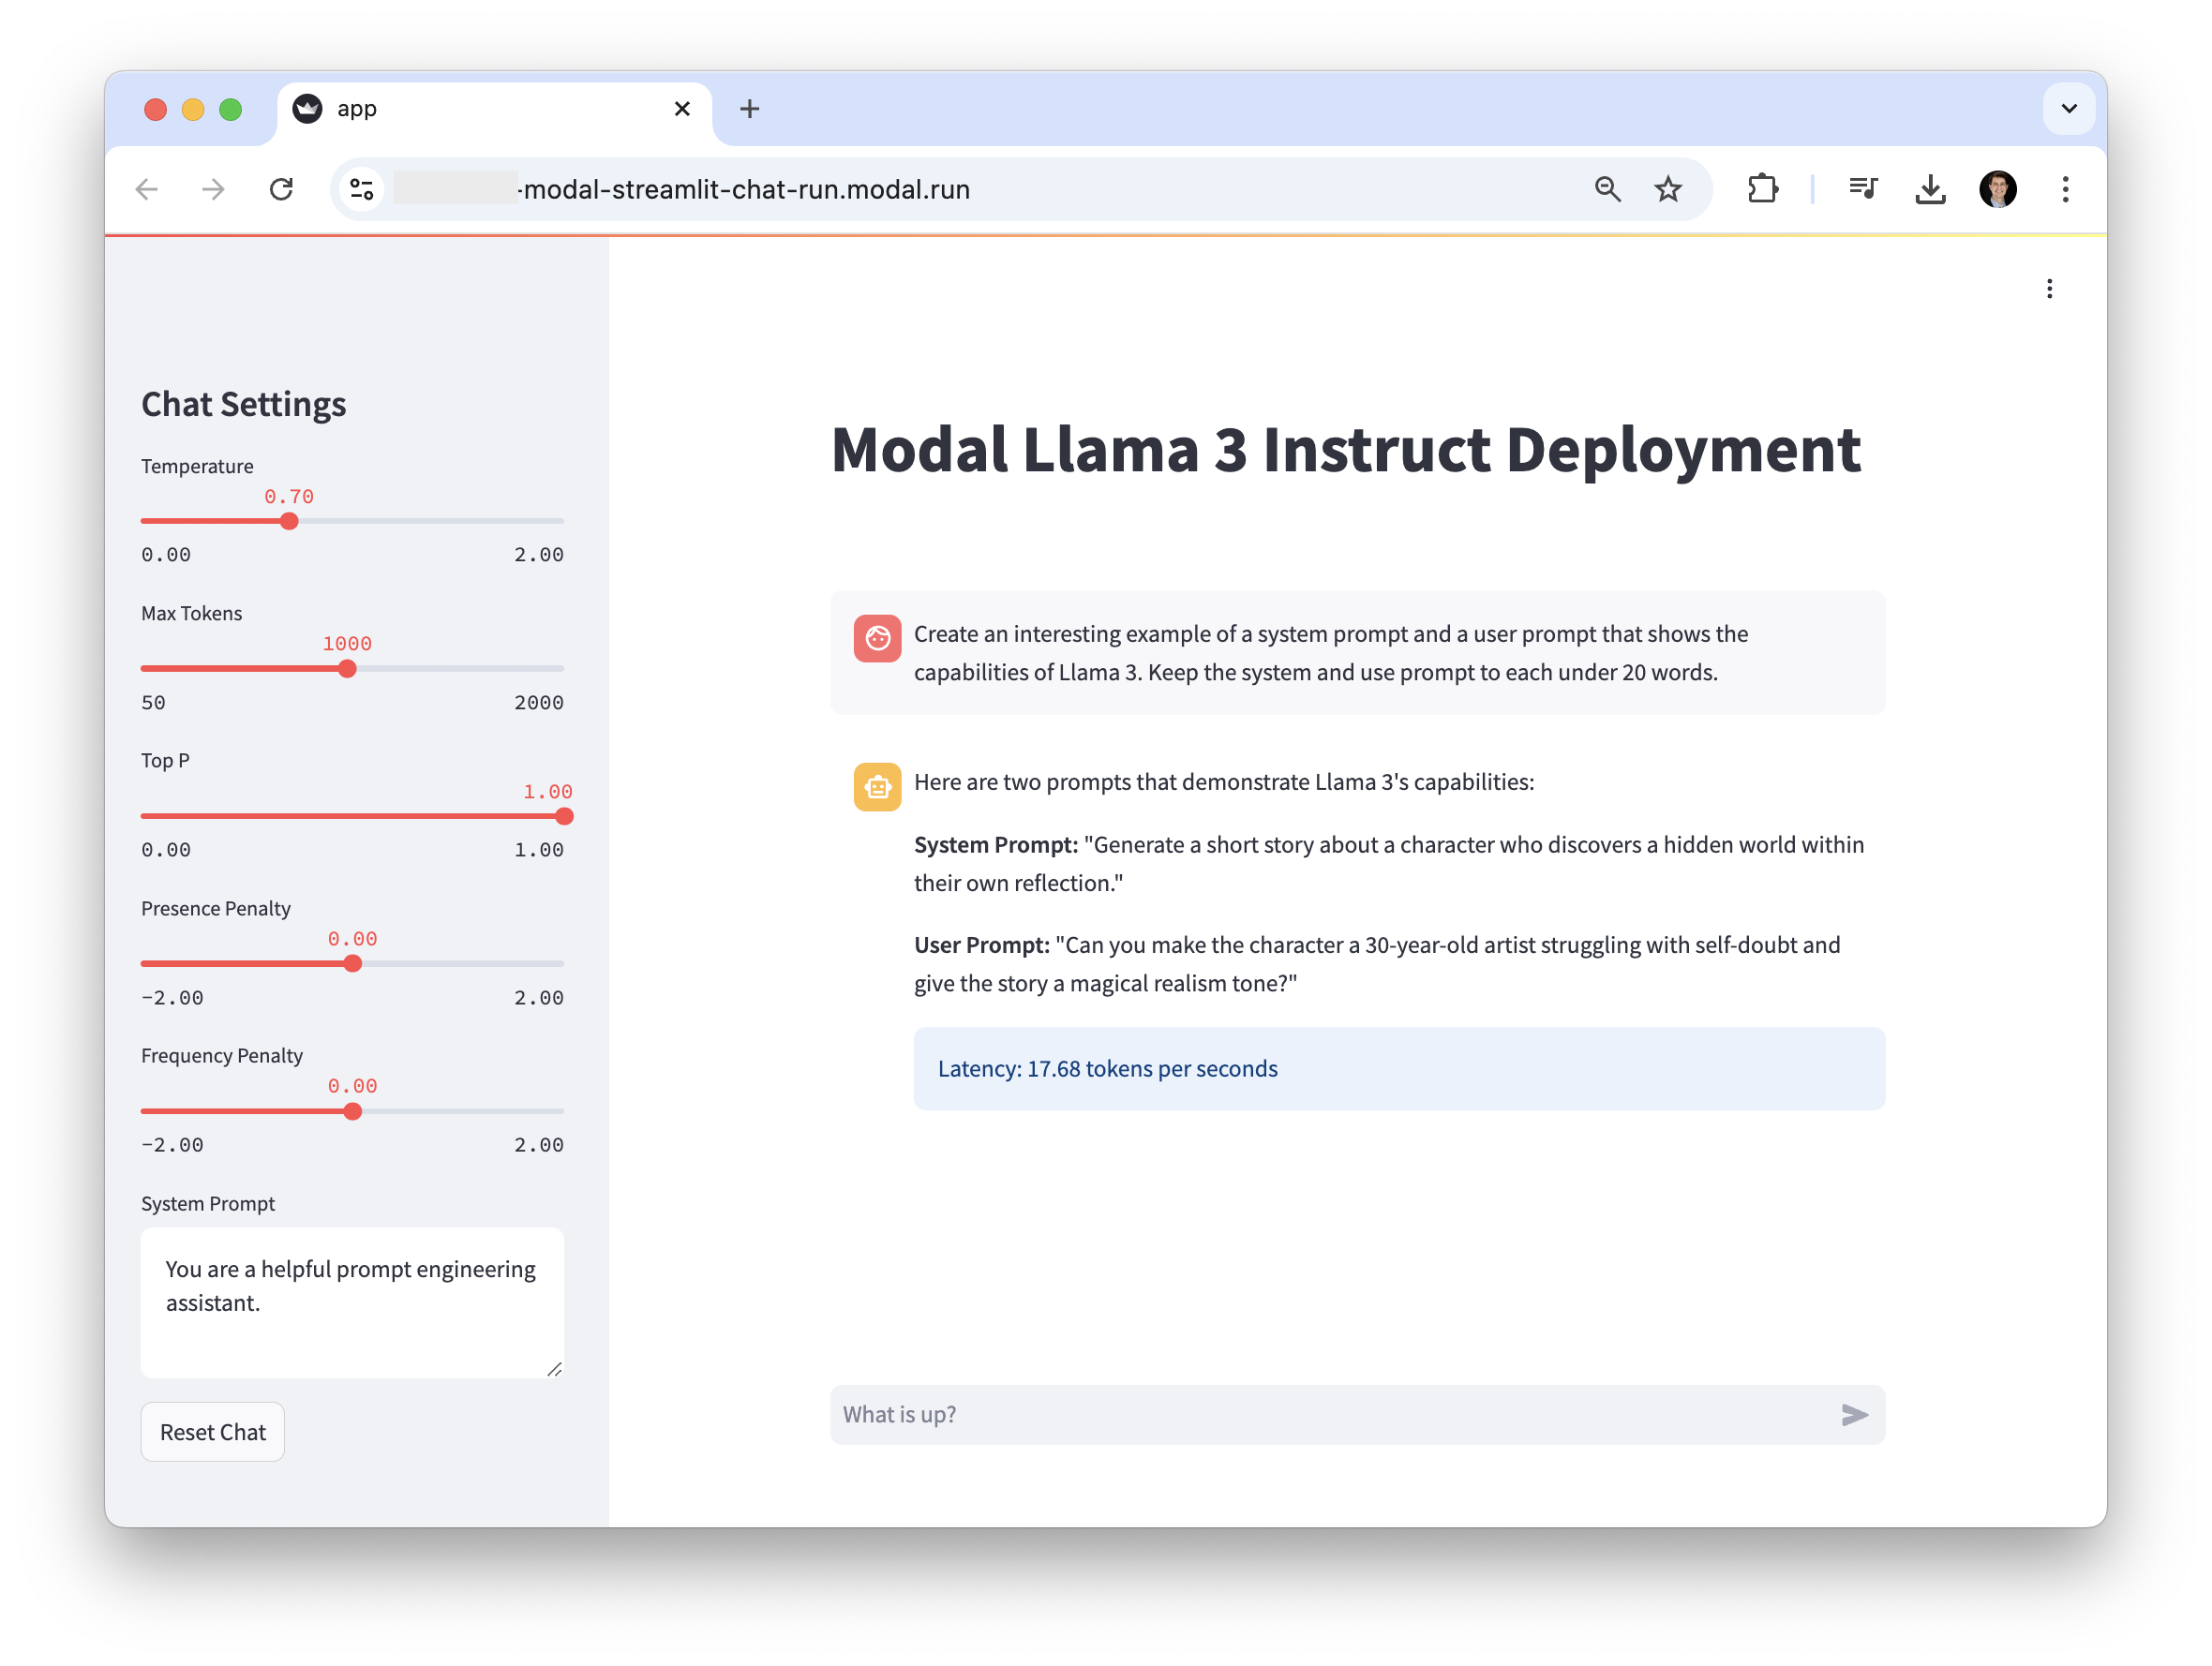 app
-modal-streamlit-chat-run.modal.run
Chat Settings
Temperature
0.70
0.00 2.00
Max Tokens
1000
50 2000
Top P
1.00
0.00 1.00
Presence Penalty
0.00
−2.00 2.00
Frequency Penalty
0.00
−2.00 2.00
System Prompt
You are a helpful prompt engineering
assistant.
Reset Chat
Modal Llama 3 Instruct Deployment
Create an interesting example of a system prompt and a user prompt that shows the
capabilities of Llama 3. Keep the system and use prompt to each under 20 words.
Here are two prompts that demonstrate Llama 3's capabilities:
System Prompt: "Generate a short story about a character who discovers a hidden world within
their own reflection."
User Prompt: "Can you make the character a 30-year-old artist struggling with self-doubt and
give the story a magical realism tone?"
Latency: 17.68 tokens per seconds
What is up?